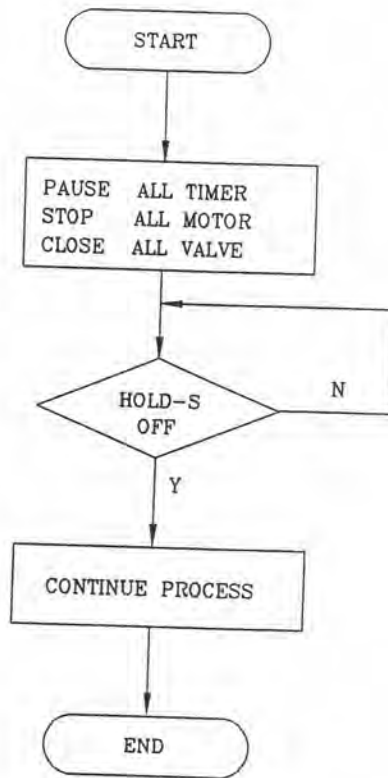 START
PAUSE ALL TIMER
STOP ALL MOTOR
CLOSE ALL VALVE
HOLD-S
OFF
N
Y
CONTINUE PROCESS
END